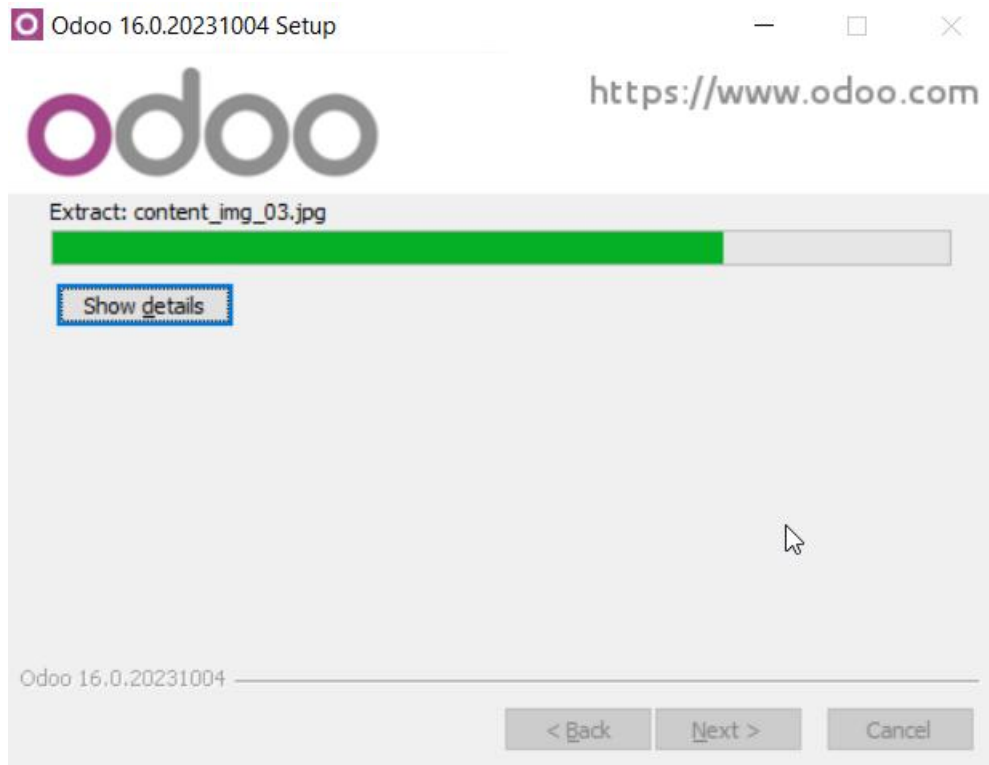 Odoo 16.0.20231004 Setup
odoo
https://www.odoo.com
Extract: content_img_03.jpg
Show details
Odoo 16.0.20231004
< Back Next > Cancel